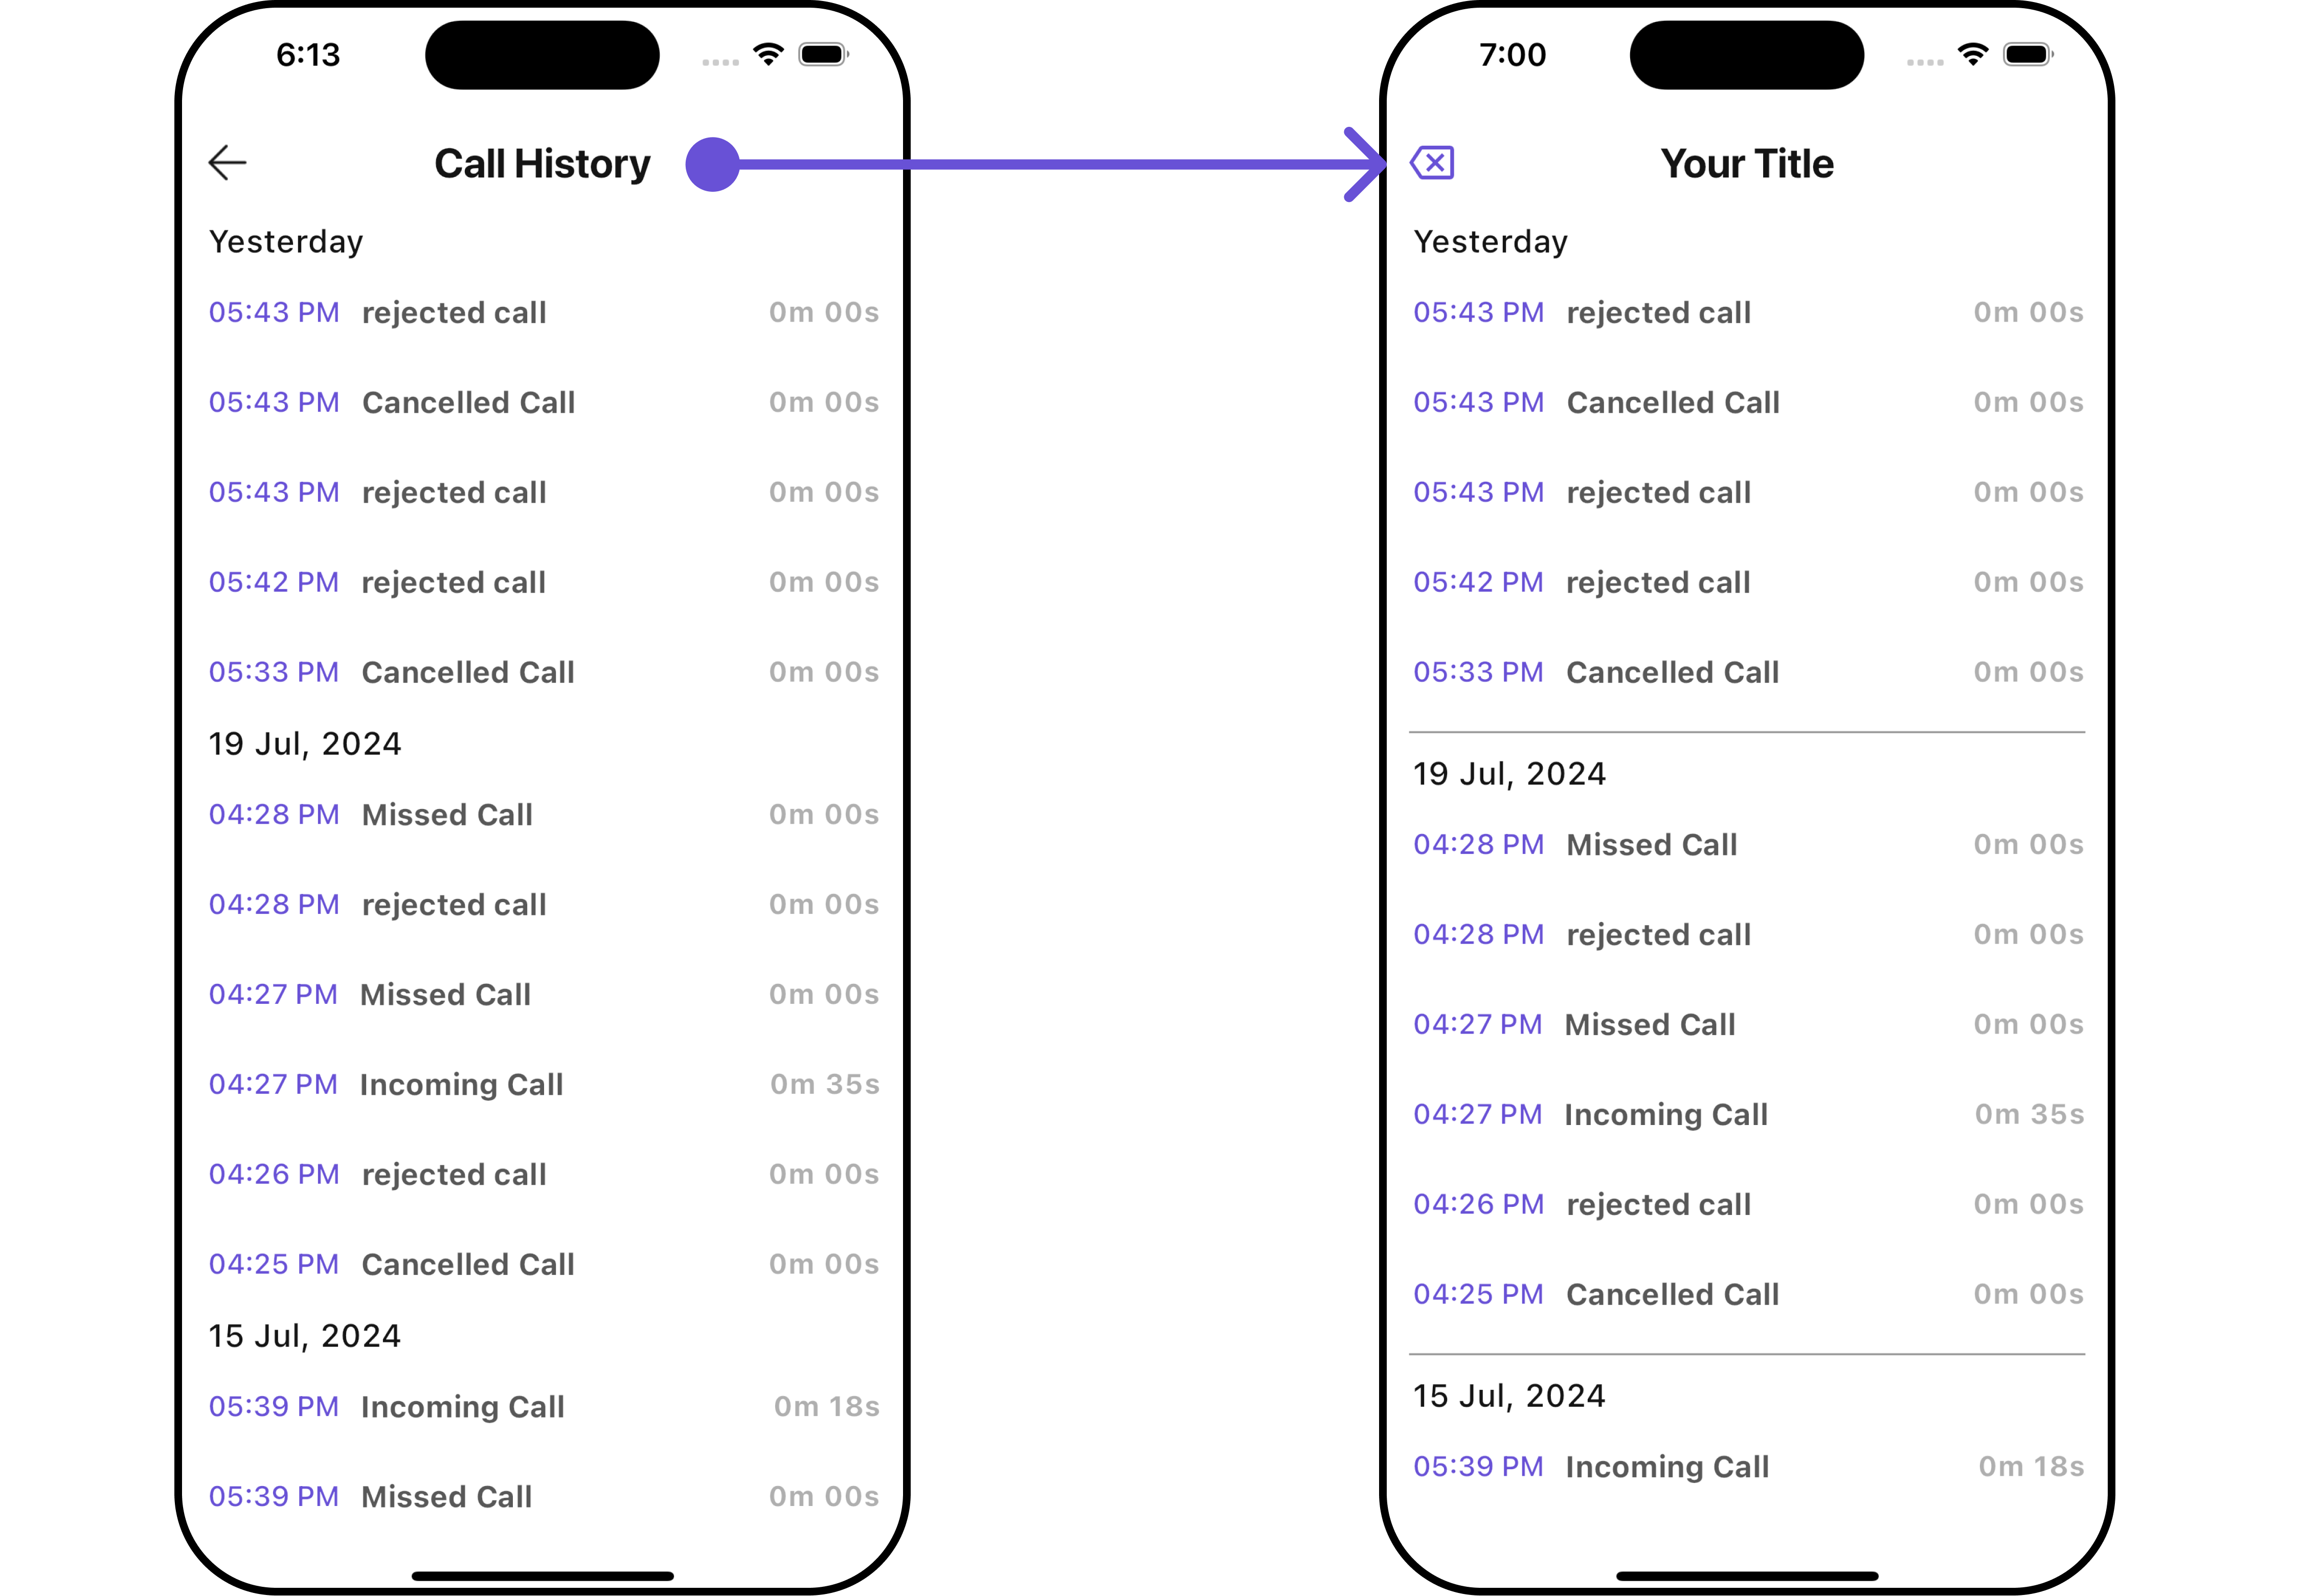 6:13
Call History
Yesterday
05:43 PM rejected call 0m 00s
05:43 PM Cancelled Call 0m 00s
05:43 PM rejected call 0m 00s
05:42 PM rejected call 0m 00s
05:33 PM Cancelled Call 0m 00s
19 Jul, 2024
04:28 PM Missed Call 0m 00s
04:28 PM rejected call 0m 00s
04:27 PM Missed Call 0m 00s
04:27 PM Incoming Call 0m 35s
04:26 PM rejected call 0m 00s
04:25 PM Cancelled Call 0m 00s
15 Jul, 2024
05:39 PM Incoming Call 0m 18s
05:39 PM Missed Call 0m 00s
7:00
Your Title
Yesterday
05:43 PM rejected call 0m 00s
05:43 PM Cancelled Call 0m 00s
05:43 PM rejected call 0m 00s
05:42 PM rejected call 0m 00s
05:33 PM Cancelled Call 0m 00s
19 Jul, 2024
04:28 PM Missed Call 0m 00s
04:28 PM rejected call 0m 00s
04:27 PM Missed Call 0m 00s
04:27 PM Incoming Call 0m 35s
04:26 PM rejected call 0m 00s
04:25 PM Cancelled Call 0m 00s
15 Jul, 2024
05:39 PM Incoming Call 0m 18s